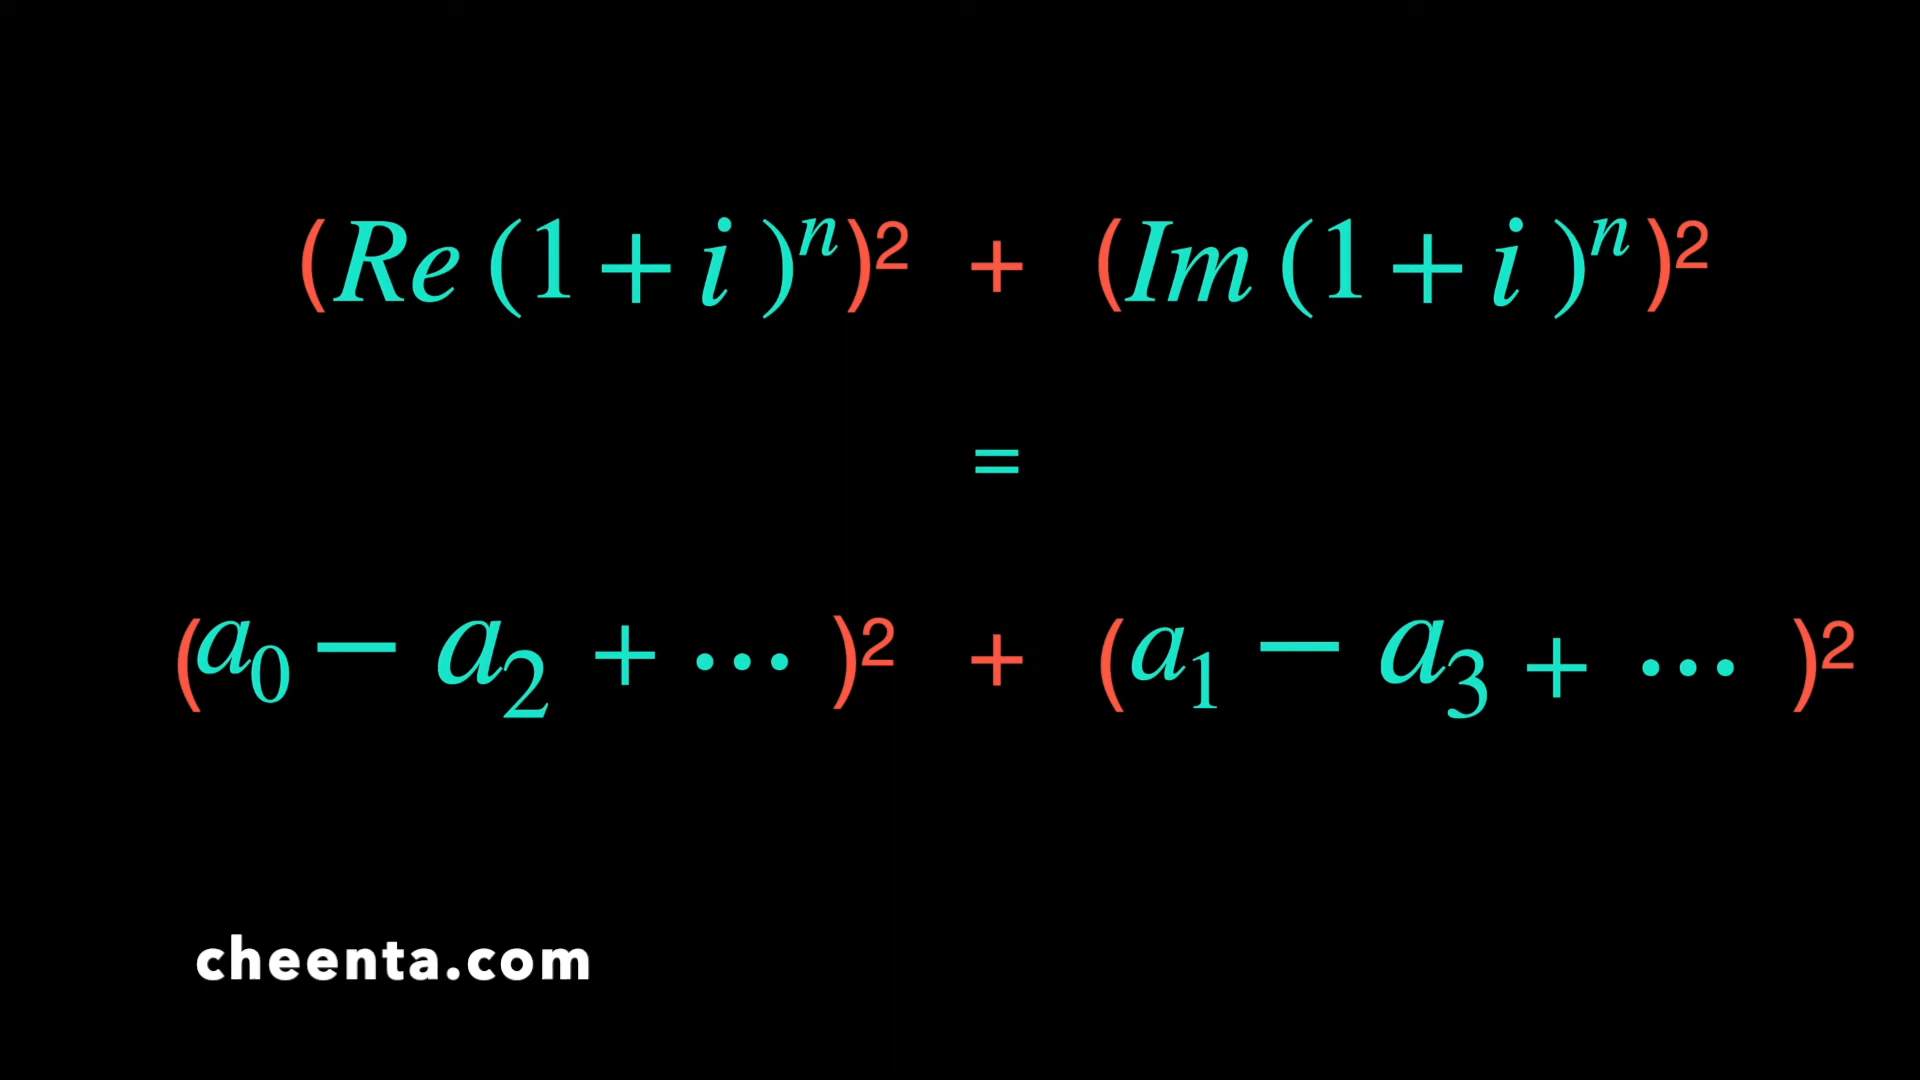 (Re (1 + i )ⁿ)² + (Im (1 + i )ⁿ )²
=
(a₀ − a₂ + ⋯ )² + (a₁ − a₃ + ⋯ )²
cheenta.com